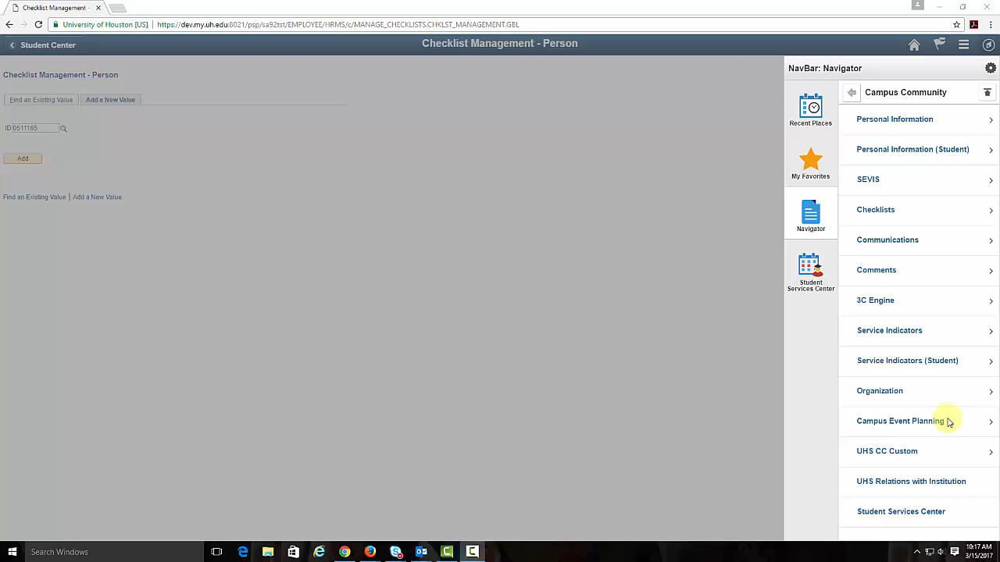 Checklist Management -
University of Houston [US]
https://dev.my.uh.edu:8021/psp/sa92tst/EMPLOYEE/HRMS/c/MANAGE_CHECKLISTS.CHKLST_MANAGEMENT.GBL
Student Center
Checklist Management - Person
NavBar: Navigator
Checklist Management - Person
Find an Existing Value
Add a New Value
ID
0511165
Add
Find an Existing Value | Add a New Value
Recent Places
My Favorites
Navigator
Student
Services Center
Campus Community
Personal Information
Personal Information (Student)
SEVIS
Checklists
Communications
Comments
3C Engine
Service Indicators
Service Indicators (Student)
Organization
Campus Event Planning
UHS CC Custom
UHS Relations with Institution
Student Services Center
Search Windows
10:17 AM
3/15/2017